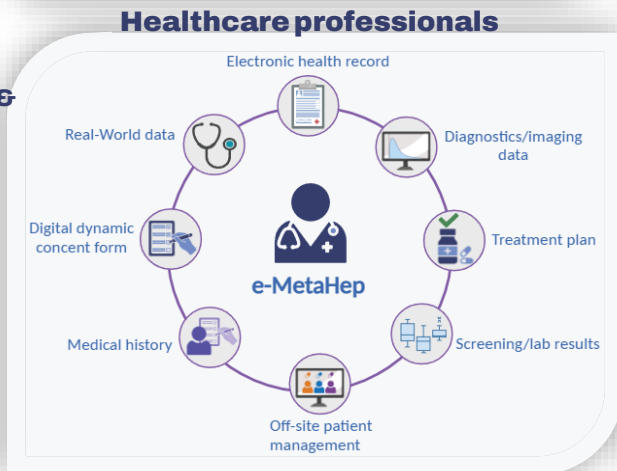 Healthcare professionals
&
Electronic health record
Real-World data
Diagnostics/imaging
data
Digital dynamic
concent form
Treatment plan
e-MetaHep
Medical history
Screening/lab results
Off-site patient
management